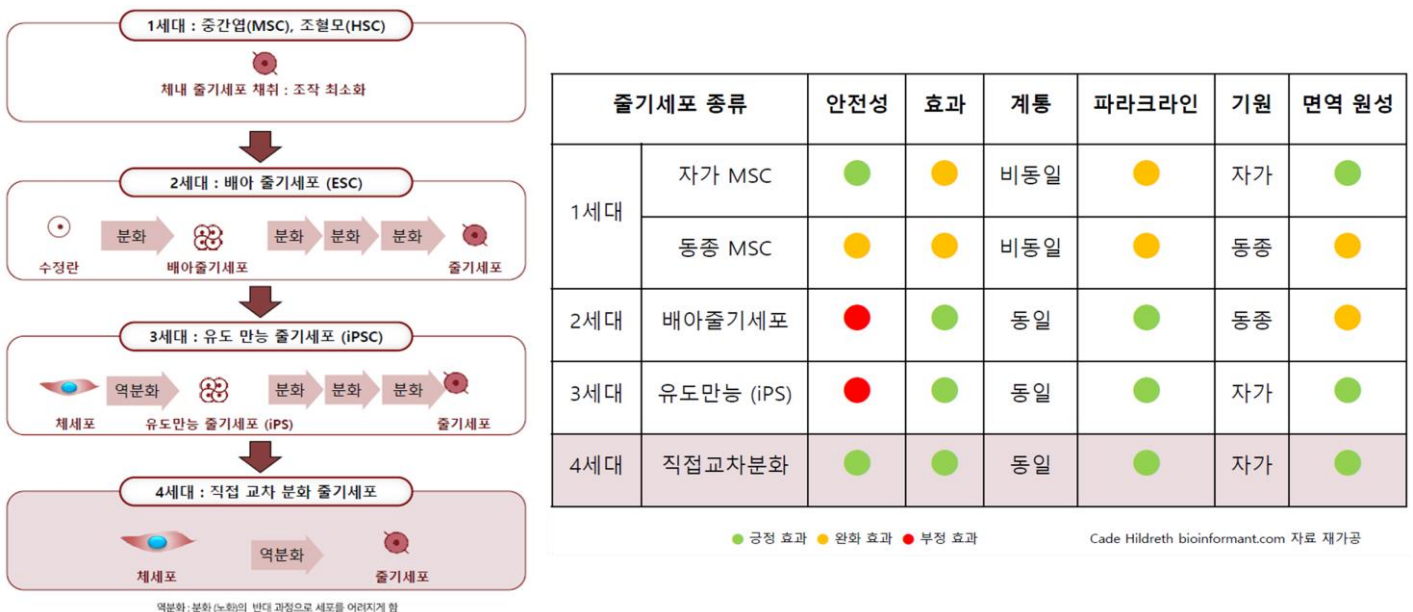 1세대 : 중간엽(MSC), 조혈모(HSC)
체내 줄기세포 채취 : 조작 최소화
2세대 : 배아 줄기세포 (ESC)
분화 분화 분화 분화
수정란 배아줄기세포 줄기세포
3세대 : 유도 만능 줄기세포 (iPSC)
역분화 분화 분화 분화
체세포 유도만능 줄기세포 (iPS) 줄기세포
4세대 : 직접 교차 분화 줄기세포
역분화
체세포 줄기세포
역분화 : 분화 (노화)의 반대 과정으로 세포를 어려지게 함
줄기세포 종류 안전성 효과 계통 파라크라인 기원 면역 원성
1세대 자가 MSC 비동일 자가
동종 MSC 비동일 동종
2세대 배아줄기세포 동일 동종
3세대 유도만능 (iPS) 동일 자가
4세대 직접교차분화 동일 자가
긍정 효과 완화 효과 부정 효과
Cade Hildreth bioinformant.com 자료 재가공